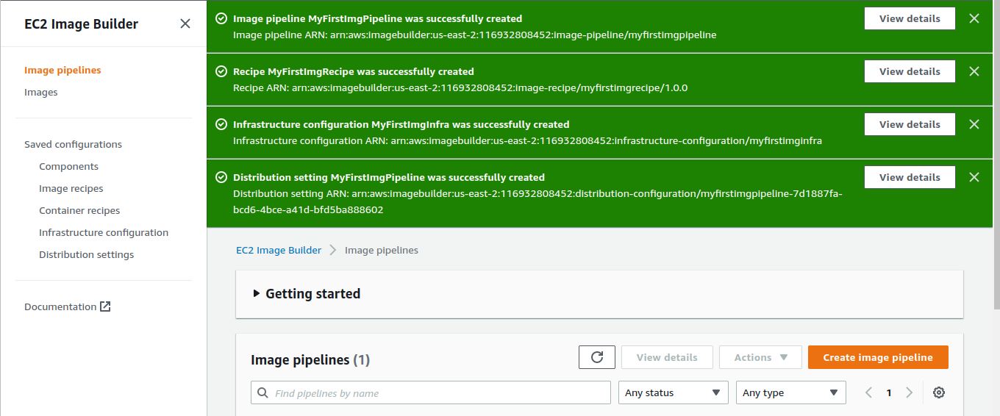 EC2 Image Builder
Image pipelines
Images
Saved configurations
Components
Image recipes
Container recipes
Infrastructure configuration
Distribution settings
Documentation
Image pipeline MyFirstImgPipeline was successfully created
Image pipeline ARN: arn:aws:imagebuilder:us-east-2:116932808452:image-pipeline/myfirstimgpipeline
View details
Recipe MyFirstImgRecipe was successfully created
Recipe ARN: arn:aws:imagebuilder:us-east-2:116932808452:image-recipe/myfirstimgrecipe/1.0.0
View details
Infrastructure configuration MyFirstImgInfra was successfully created
Infrastructure configuration ARN: arn:aws:imagebuilder:us-east-2:116932808452:infrastructure-configuration/myfirstimginfra
View details
Distribution setting MyFirstImgPipeline was successfully created
Distribution setting ARN: arn:aws:imagebuilder:us-east-2:116932808452:distribution-configuration/myfirstimgpipeline-7d1887fa-
bcd6-4bce-a41d-bfd5ba888602
View details
EC2 Image Builder > Image pipelines
Getting started
Image pipelines (1)
View details
Actions
Create image pipeline
Find pipelines by name
Any status
Any type
1